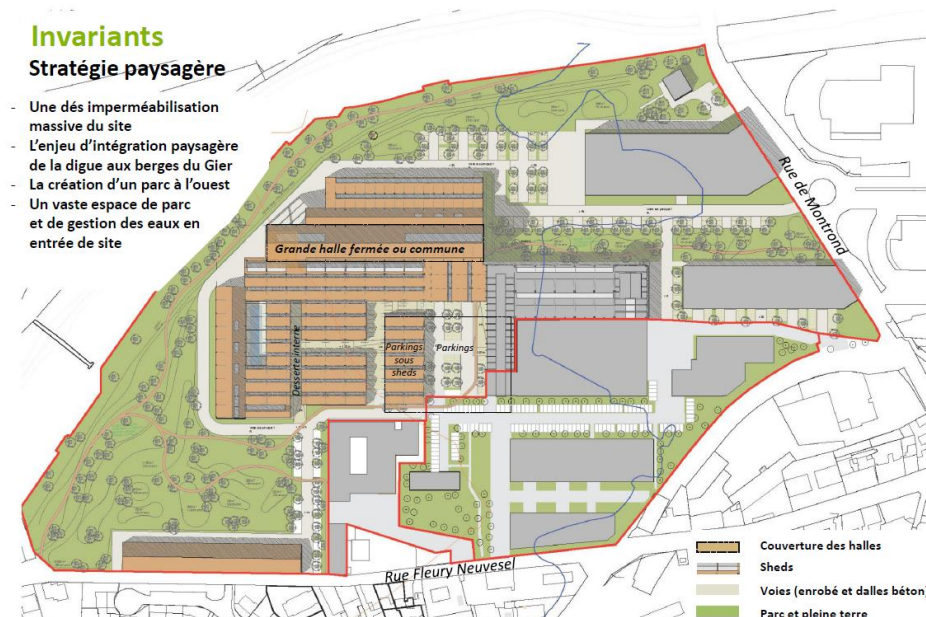 Invariants
Stratégie paysagère
- Une dés imperméabilisation
massive du site
- L'enjeu d'intégration paysagère
de la digue aux berges du Gier
- La création d'un parc à l'ouest
- Un vaste espace de parc
et de gestion des eaux en
entrée de site
Rue de Montrond
Grande halle fermée ou commune
Desserte interne
Parkings
sous
sheds
Parkings
Rue Fleury Neuvesel
Couverture des halles
Sheds
Voies (enrobé et dalles béton)
Parc et pleine terre